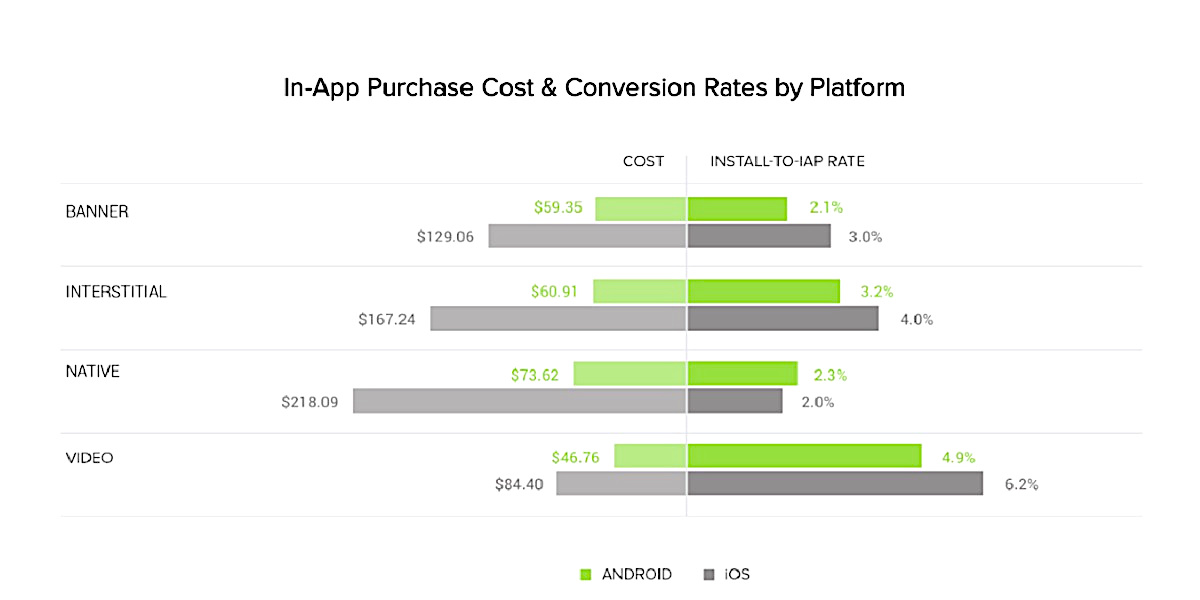 In-App Purchase Cost & Conversion Rates by Platform
COST INSTALL-TO-IAP RATE
BANNER
$59.35 2.1%
$129.06 3.0%
INTERSTITIAL
$60.91 3.2%
$167.24 4.0%
NATIVE
$73.62 2.3%
$218.09 2.0%
VIDEO
$46.76 4.9%
$84.40 6.2%
ANDROID iOS